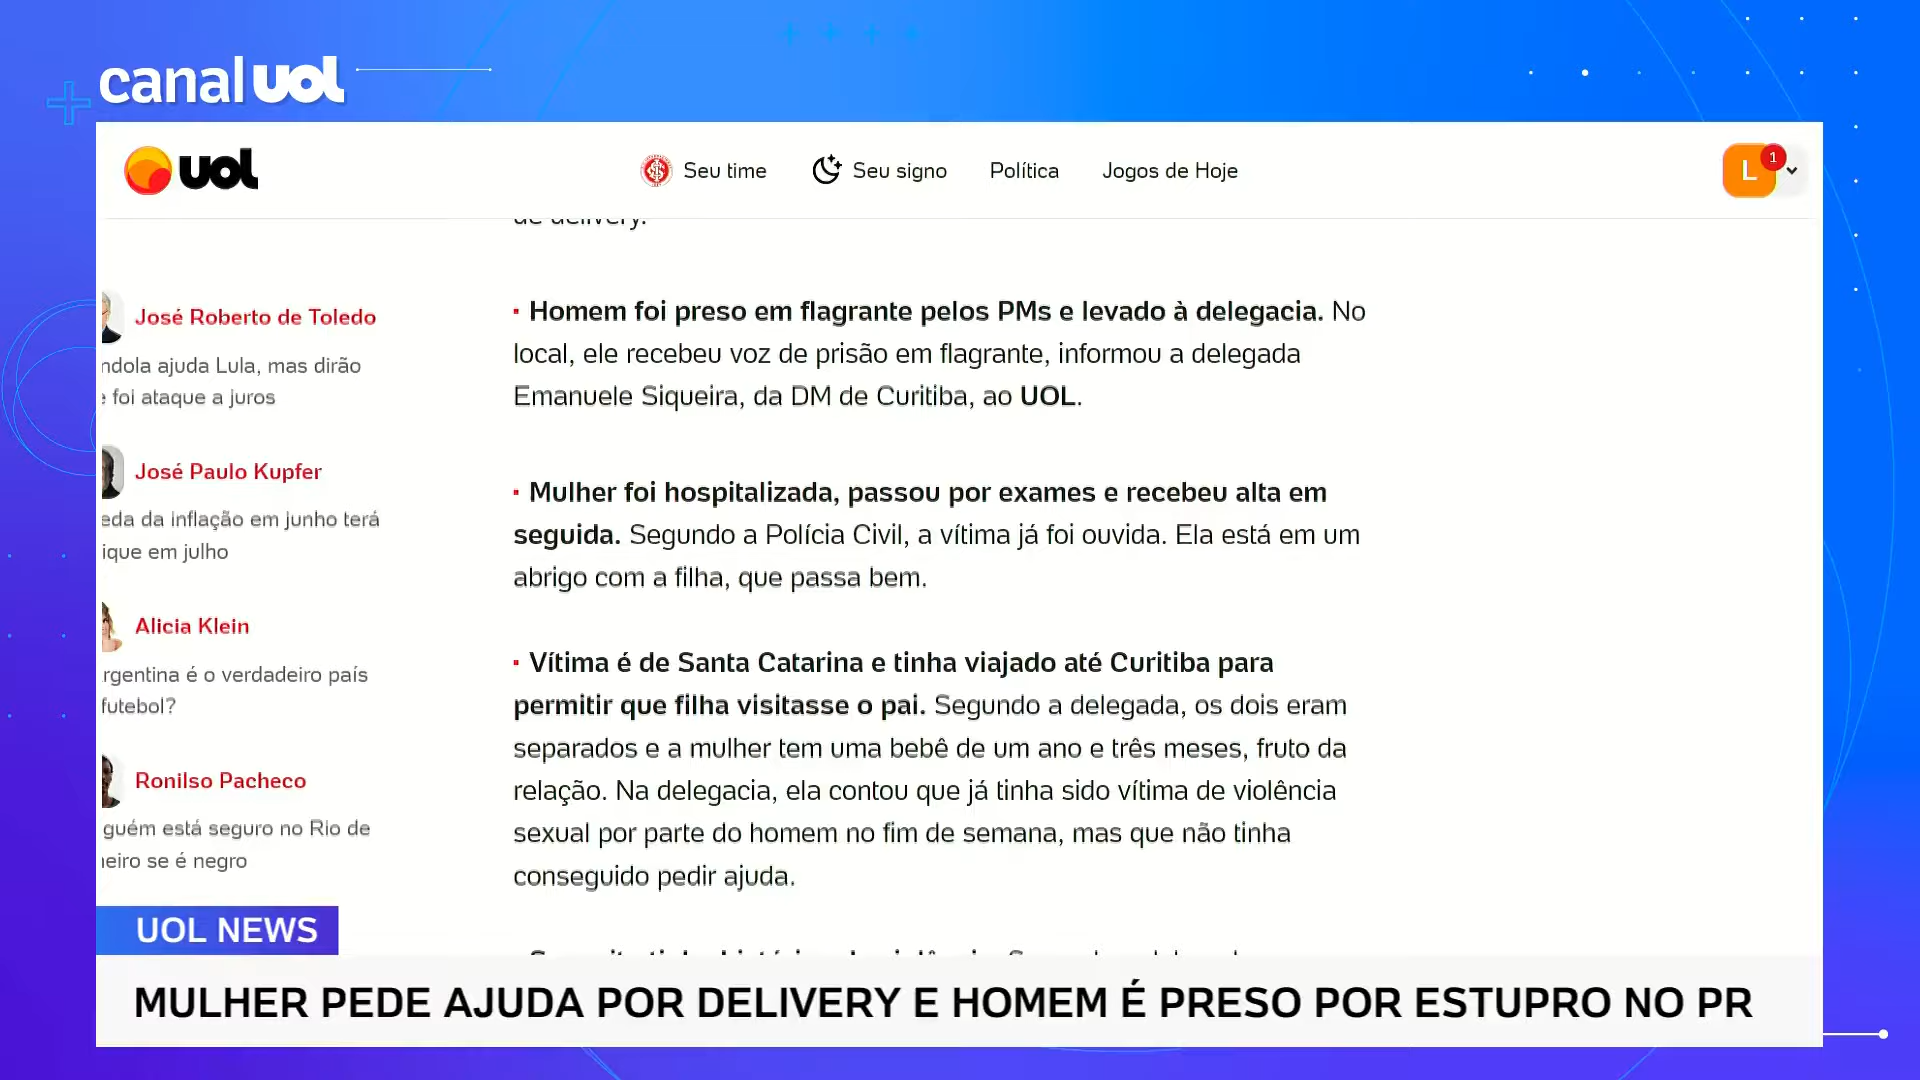 canal uol
uol
Seu time
Seu signo
Política
Jogos de Hoje
L
1
de delivery.
José Roberto de Toledo
ndola ajuda Lula, mas dirão
e foi ataque a juros
José Paulo Kupfer
eda da inflação em junho terá
ique em julho
Alicia Klein
rgentina é o verdadeiro país
futebol?
Ronilso Pacheco
guém está seguro no Rio de
neiro se é negro
· Homem foi preso em flagrante pelos PMs e levado à delegacia. No
local, ele recebeu voz de prisão em flagrante, informou a delegada
Emanuele Siqueira, da DM de Curitiba, ao UOL.
· Mulher foi hospitalizada, passou por exames e recebeu alta em
seguida. Segundo a Polícia Civil, a vítima já foi ouvida. Ela está em um
abrigo com a filha, que passa bem.
· Vítima é de Santa Catarina e tinha viajado até Curitiba para
permitir que filha visitasse o pai. Segundo a delegada, os dois eram
separados e a mulher tem uma bebê de um ano e três meses, fruto da
relação. Na delegacia, ela contou que já tinha sido vítima de violência
sexual por parte do homem no fim de semana, mas que não tinha
conseguido pedir ajuda.
UOL NEWS
MULHER PEDE AJUDA POR DELIVERY E HOMEM É PRESO POR ESTUPRO NO PR